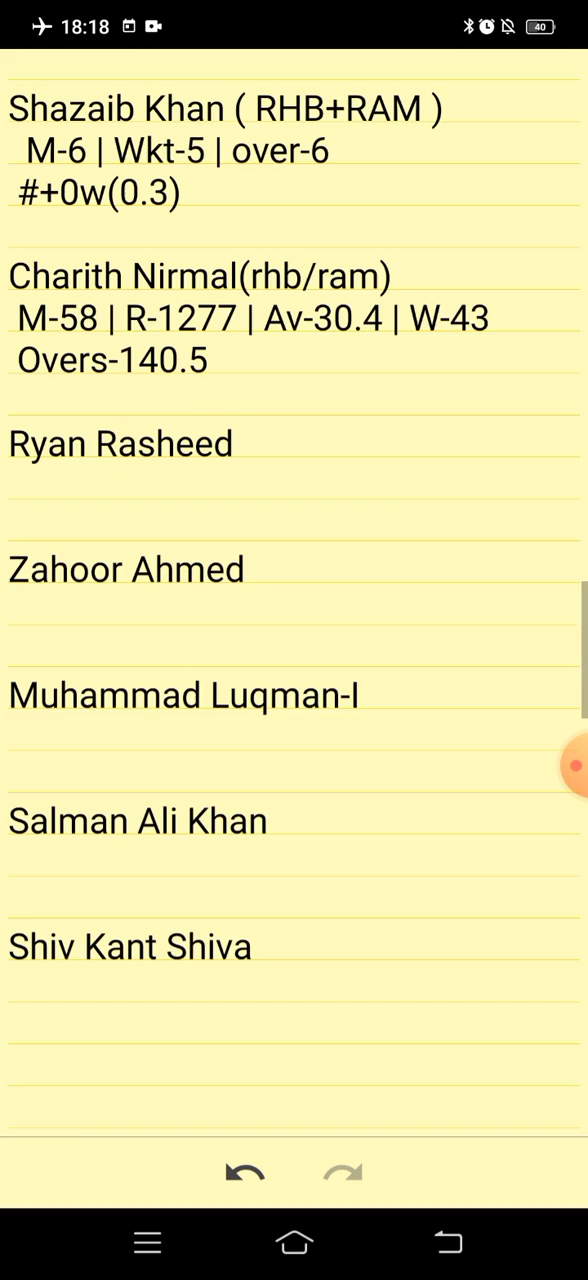 18:18
40
Shazaib Khan ( RHB+RAM )
M-6 | Wkt-5 | over-6
#+0w(0.3)
Charith Nirmal(rhb/ram)
M-58 | R-1277 | Av-30.4 | W-43
Overs-140.5
Ryan Rasheed
Zahoor Ahmed
Muhammad Luqman-I
Salman Ali Khan
Shiv Kant Shiva